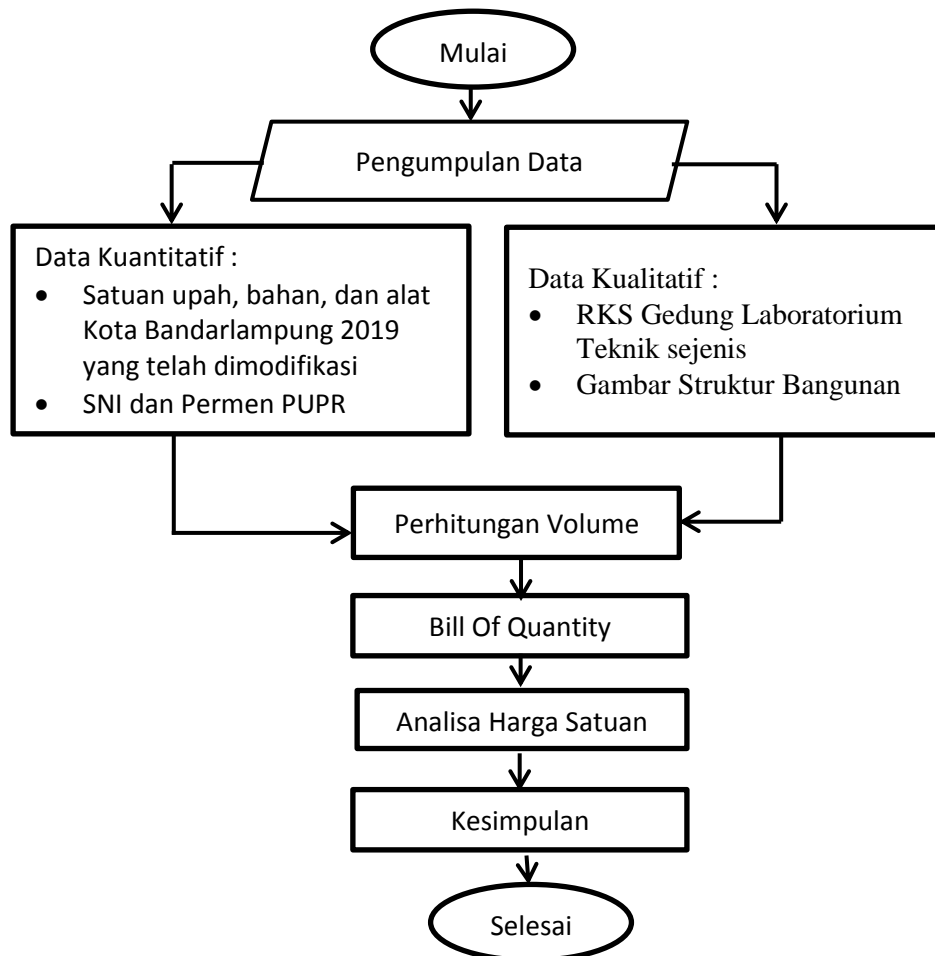 Mulai
Pengumpulan Data
Data Kuantitatif :
• Satuan upah, bahan, dan alat
Kota Bandarlampung 2019
yang telah dimodifikasi
• SNI dan Permen PUPR
Data Kualitatif :
• RKS Gedung Laboratorium
Teknik sejenis
• Gambar Struktur Bangunan
Perhitungan Volume
Bill Of Quantity
Analisa Harga Satuan
Kesimpulan
Selesai